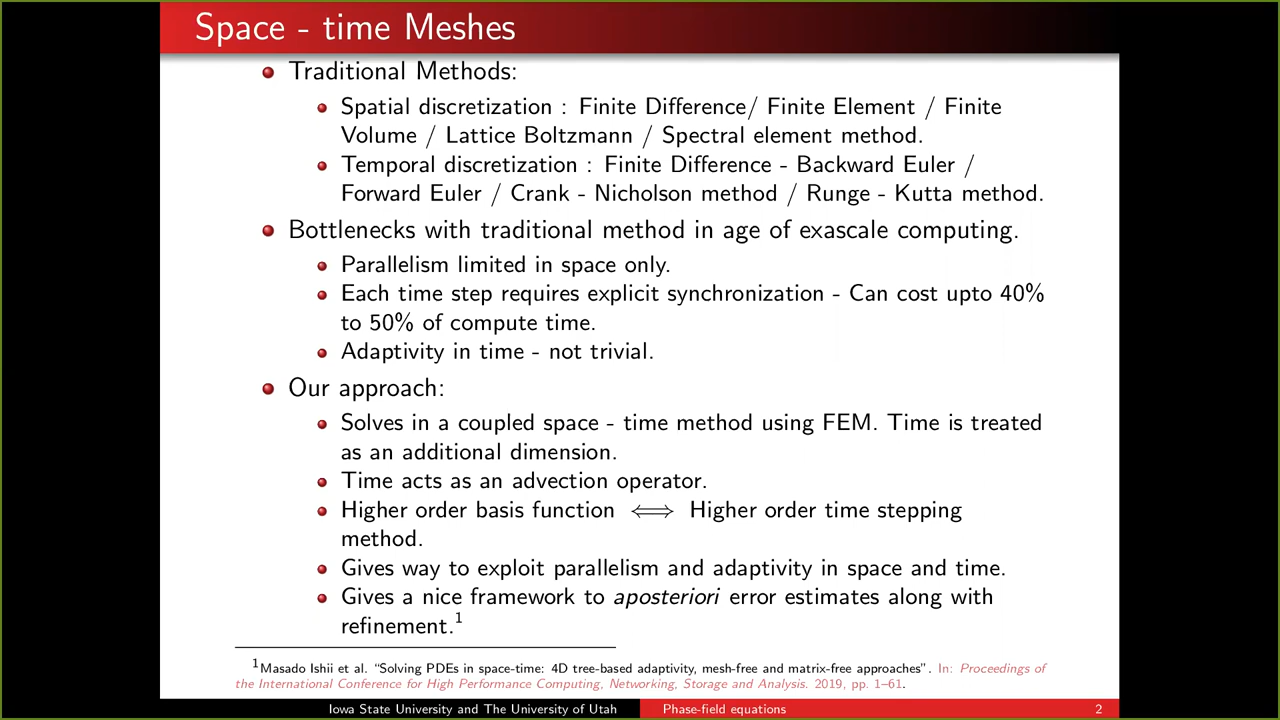 Space - time Meshes
Traditional Methods:
Spatial discretization : Finite Difference/ Finite Element / Finite
Volume / Lattice Boltzmann / Spectral element method.
Temporal discretization : Finite Difference - Backward Euler /
Forward Euler / Crank - Nicholson method / Runge - Kutta method.
Bottlenecks with traditional method in age of exascale computing.
Parallelism limited in space only.
Each time step requires explicit synchronization - Can cost upto 40%
to 50% of compute time.
Adaptivity in time - not trivial.
Our approach:
Solves in a coupled space - time method using FEM. Time is treated
as an additional dimension.
Time acts as an advection operator.
Higher order basis function ⟺ Higher order time stepping
method.
Gives way to exploit parallelism and adaptivity in space and time.
Gives a nice framework to aposteriori error estimates along with
refinement.¹
¹Masado Ishii et al. “Solving PDEs in space-time: 4D tree-based adaptivity, mesh-free and matrix-free approaches”. In: Proceedings of
the International Conference for High Performance Computing, Networking, Storage and Analysis. 2019, pp. 1–61.
Iowa State University and The University of Utah
Phase-field equations
2